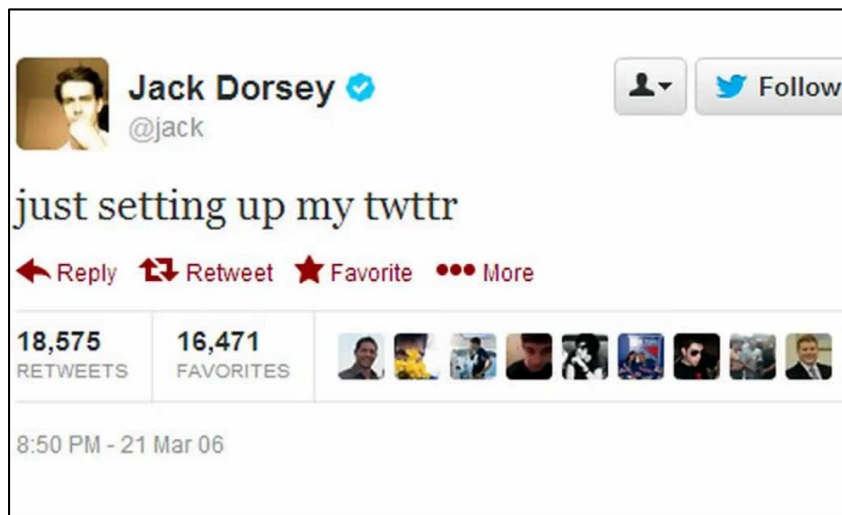 Jack Dorsey
@jack
Follow
just setting up my twttr
Reply Retweet Favorite More
18,575 16,471
RETWEETS FAVORITES
8:50 PM - 21 Mar 06